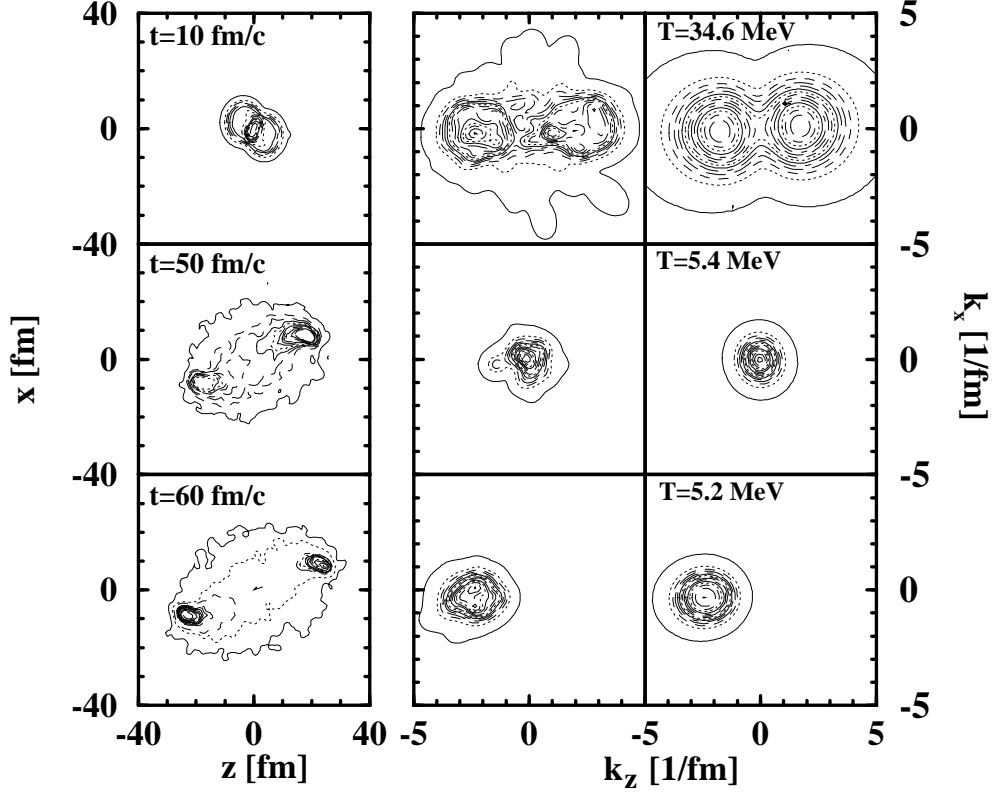 40
t=10 fm/c
T=34.6 MeV
5
0
0
-40
-5
t=50 fm/c
T=5.4 MeV
x [fm]
0
0
k_x [1/fm]
-40
-5
t=60 fm/c
T=5.2 MeV
0
0
-40
-5
-40 0 40 -5 0 5 0 5
z [fm]
k_z [1/fm]